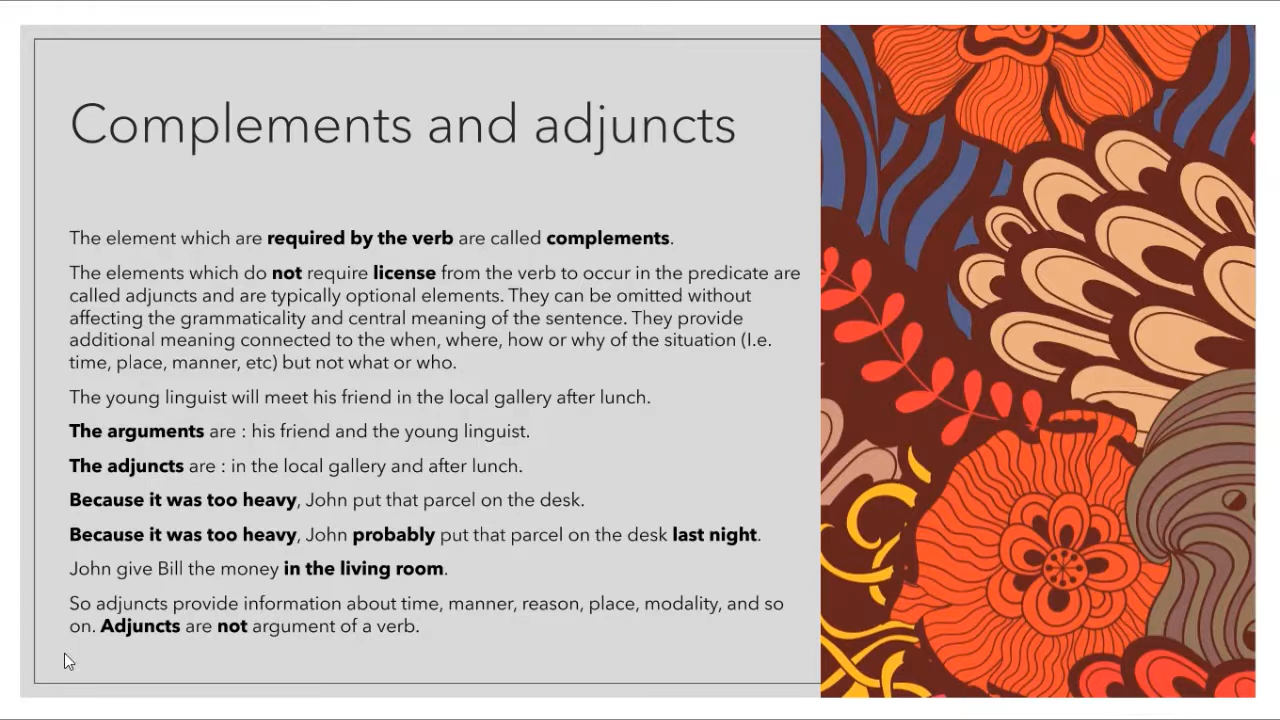 Complements and adjuncts
The element which are required by the verb are called complements.
The elements which do not require license from the verb to occur in the predicate are
called adjuncts and are typically optional elements. They can be omitted without
affecting the grammaticality and central meaning of the sentence. They provide
additional meaning connected to the when, where, how or why of the situation (I.e.
time, place, manner, etc) but not what or who.
The young linguist will meet his friend in the local gallery after lunch.
The arguments are : his friend and the young linguist.
The adjuncts are : in the local gallery and after lunch.
Because it was too heavy, John put that parcel on the desk.
Because it was too heavy, John probably put that parcel on the desk last night.
John give Bill the money in the living room.
So adjuncts provide information about time, manner, reason, place, modality, and so
on. Adjuncts are not argument of a verb.